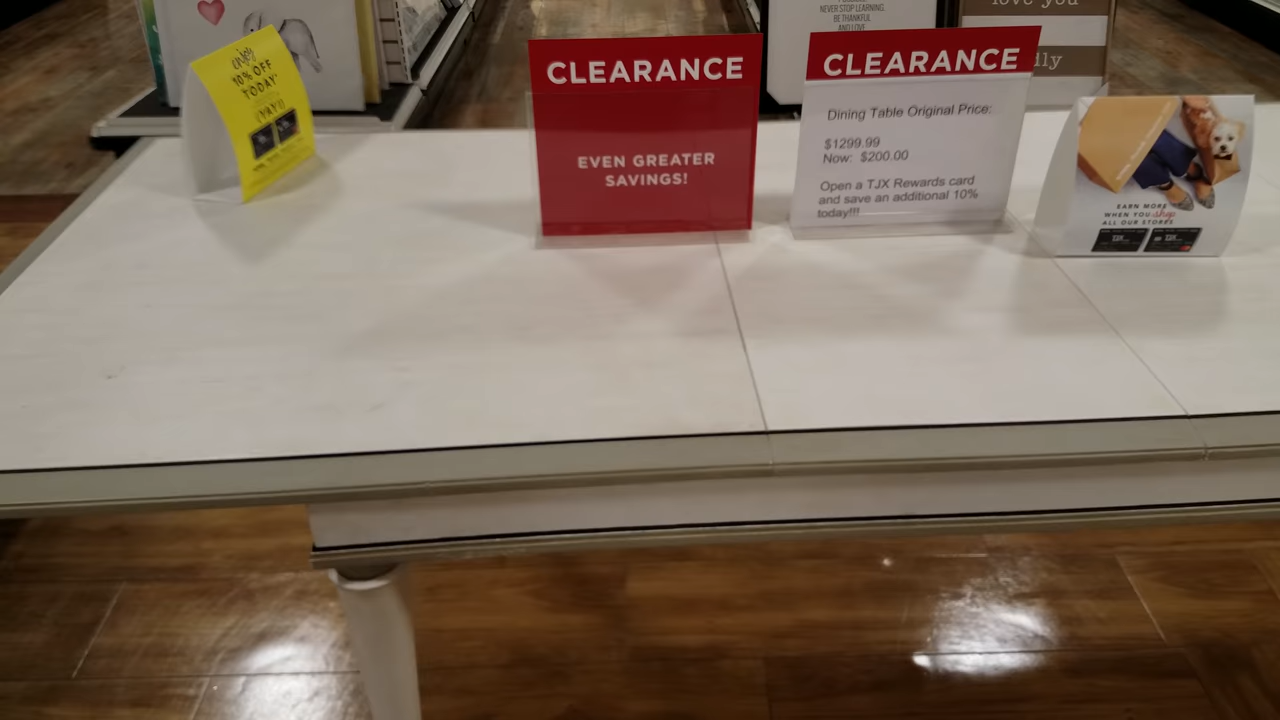 enjoy
10% OFF
TODAY*
(YAY!)
CLEARANCE
EVEN GREATER
SAVINGS!
NEVER STOP LEARNING.
BE THANKFUL
AND LOVE
love you
lly
CLEARANCE
Dining Table Original Price:
$1299.99
Now: $200.00
Open a TJX Rewards card
and save an additional 10%
today!!!
EARN MORE
WHEN YOU shop
ALL OUR STORES